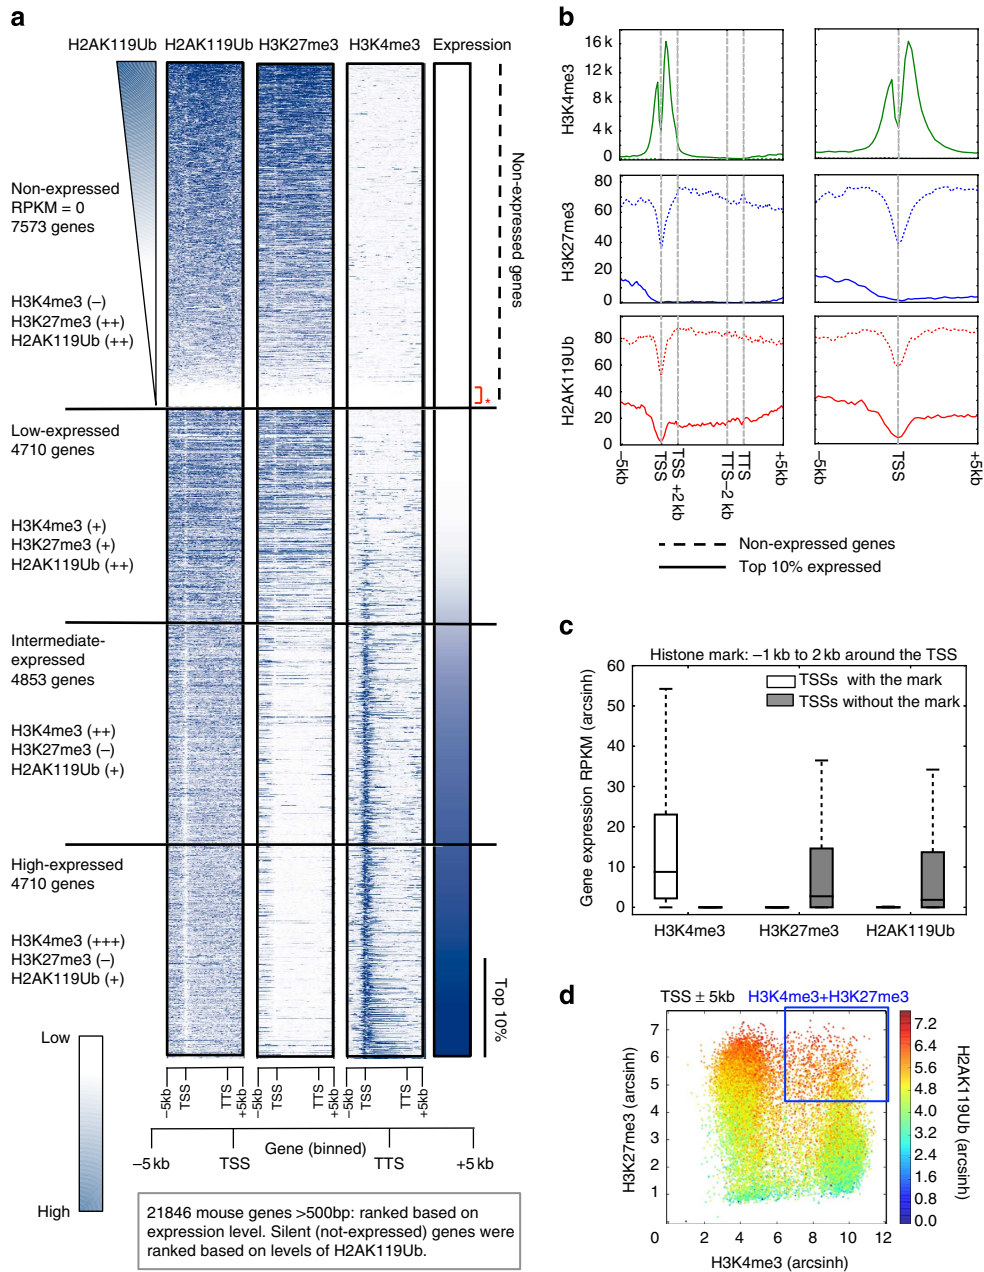 a
H2AK119Ub H2AK119Ub H3K27me3 H3K4me3 Expression
Non-expressed
RPKM = 0
7573 genes
H3K4me3 (–)
H3K27me3 (++)
H2AK119Ub (++)
Non-expressed genes
*
Low-expressed
4710 genes
H3K4me3 (+)
H3K27me3 (+)
H2AK119Ub (++)
Intermediate-
expressed
4853 genes
H3K4me3 (++)
H3K27me3 (–)
H2AK119Ub (+)
High-expressed
4710 genes
H3K4me3 (+++)
H3K27me3 (–)
H2AK119Ub (+)
Top 10%
Low
High
–5kb TSS TTS +5kb –5kb TSS TTS +5kb –5kb TSS TTS +5kb
Gene (binned)
–5 kb TSS TTS +5 kb
21846 mouse genes >500bp: ranked based on
expression level. Silent (not-expressed) genes were
ranked based on levels of H2AK119Ub.
b
H3K4me3
16 k
12 k
8 k
4 k
0
H3K27me3
80
60
40
20
0
H2AK119Ub
80
60
40
20
0
-5kb TSS TSS +2 kb TTS–2 kb TTS +5kb
-5kb TSS +5kb
Non-expressed genes
Top 10% expressed
c
Histone mark: –1 kb to 2 kb around the TSS
TSSs with the mark
TSSs without the mark
Gene expression RPKM (arcsinh)
60
50
40
30
20
10
0
H3K4me3 H3K27me3 H2AK119Ub
d
TSS ± 5kb H3K4me3+H3K27me3
H3K27me3 (arcsinh)
7
6
5
4
3
2
1
0 2 4 6 8 10 12
H3K4me3 (arcsinh)
7.2
6.4
5.6
4.8
4.0
3.2
2.4
1.6
0.8
0.0
H2AK119Ub (arcsinh)